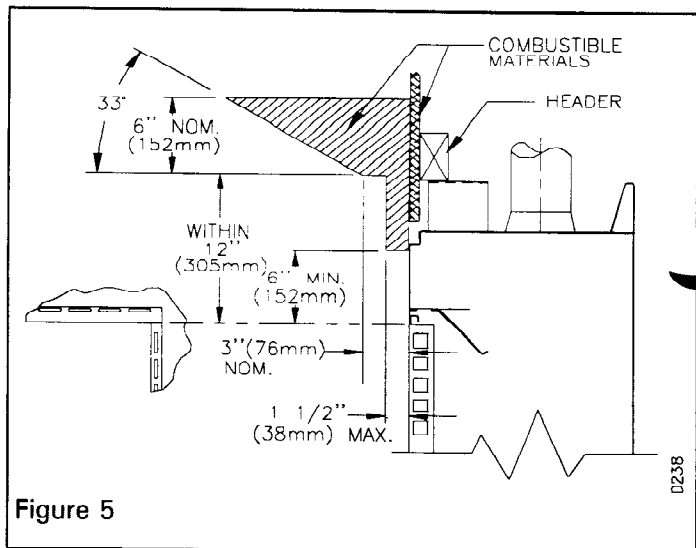 COMBUSTIBLE
MATERIALS
HEADER
33°
6" NOM.
(152mm)
WITHIN
12"
(305mm)
6" MIN.
(152mm)
3"(76mm)
NOM.
1 1/2"
(38mm) MAX.
D238
Figure 5